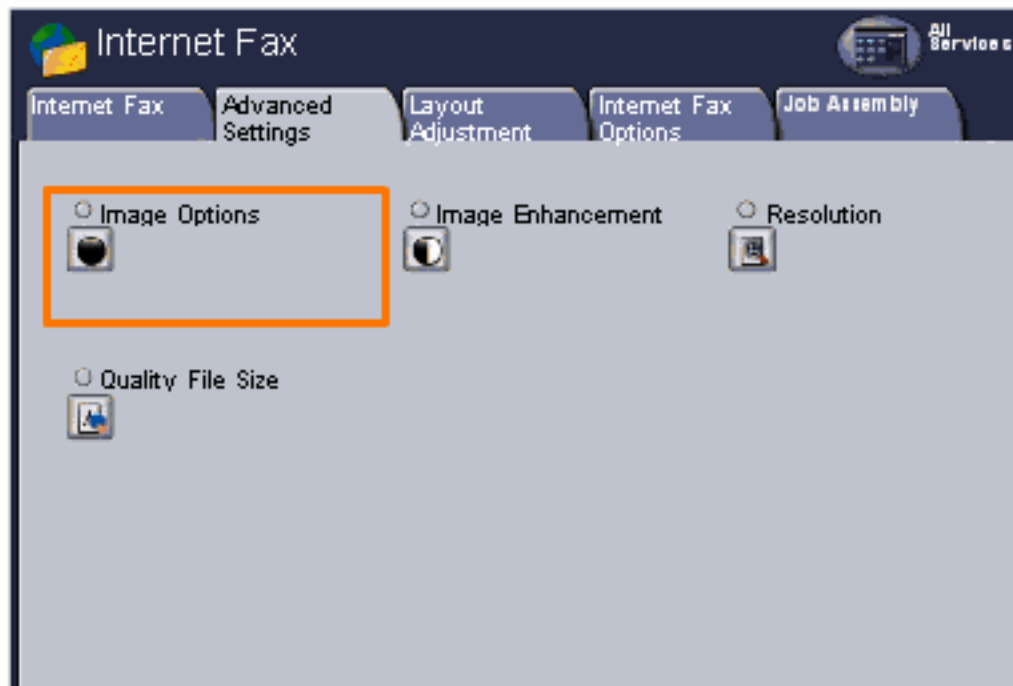 Internet Fax
All
Services
Internet Fax
Advanced
Settings
Layout
Adjustment
Internet Fax
Options
Job Assembly
Image Options
Image Enhancement
Resolution
Quality File Size